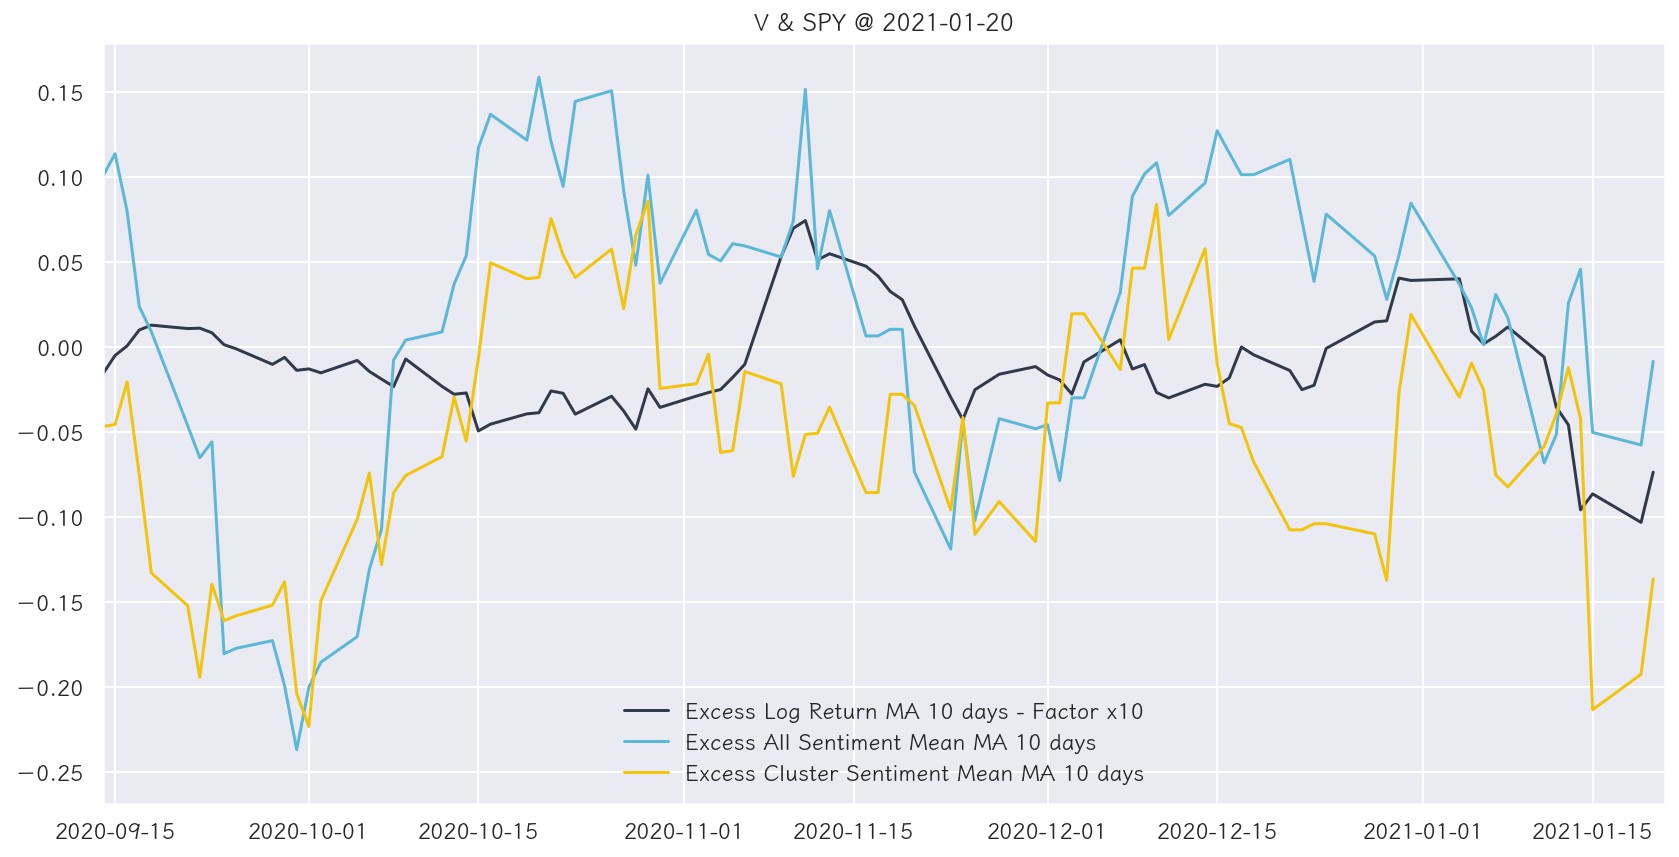 V & SPY @ 2021-01-20
0.15
0.10
0.05
0.00
−0.05
−0.10
−0.15
−0.20
−0.25
Excess Log Return MA 10 days - Factor x10
Excess All Sentiment Mean MA 10 days
Excess Cluster Sentiment Mean MA 10 days
2020-09-15 2020-10-01 2020-10-15 2020-11-01 2020-11-15 2020-12-01 2020-12-15 2021-01-01 2021-01-15